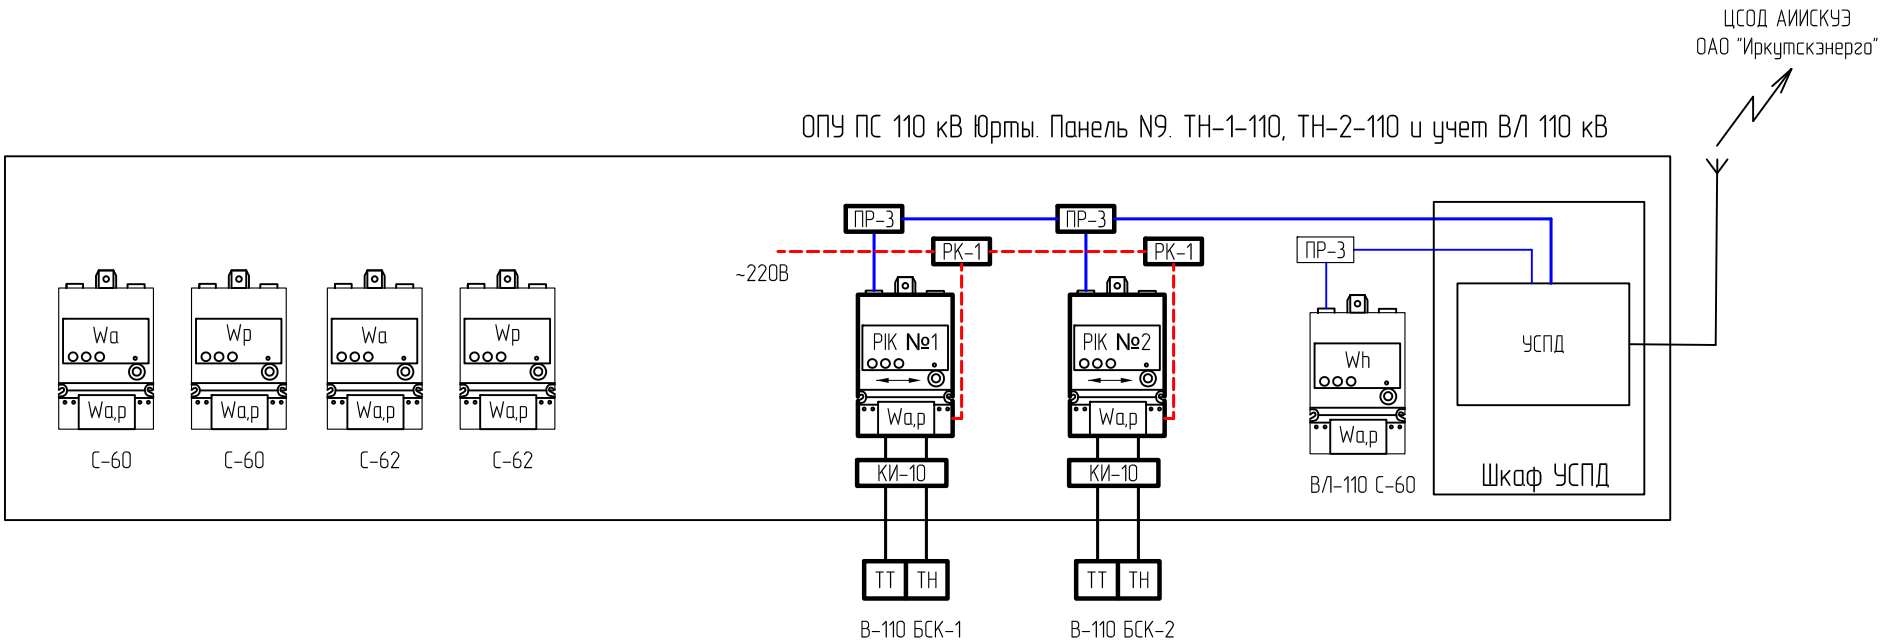 ЦСОД АИИСКУЭ
ОАО "Иркутскэнерго"
ОПУ ПС 110 кВ Юрты. Панель N9. ТН-1-110, ТН-2-110 и учет ВЛ 110 кВ
ПР-3
ПР-3
РК-1
РК-1
ПР-3
~220В
Wa
Wp
Wa
Wp
PIK №1
PIK №2
Wh
УСПД
Wa,p
Wa,p
Wa,p
Wa,p
Wa,p
Wa,p
Wa,p
С-60
С-60
С-62
С-62
КИ-10
КИ-10
ВЛ-110 С-60
Шкаф УСПД
ТТ
ТН
ТТ
ТН
В-110 БСК-1
В-110 БСК-2